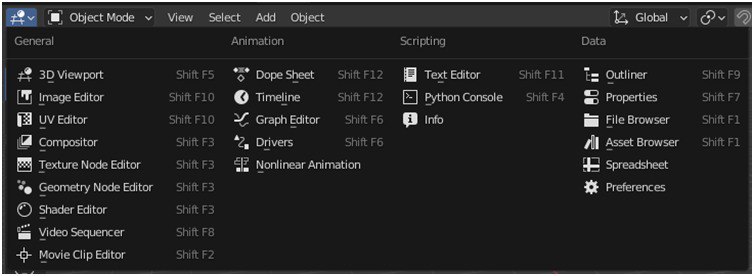 Object Mode View Select Add Object Global
General Animation Scripting Data
3D Viewport Shift F5 Dope Sheet Shift F12 Text Editor Shift F11 Outliner Shift F9
Image Editor Shift F10 Timeline Shift F12 Python Console Shift F4 Properties Shift F7
UV Editor Shift F10 Graph Editor Shift F6 Info File Browser Shift F1
Compositor Shift F3 Drivers Shift F6 Asset Browser Shift F1
Texture Node Editor Shift F3 Nonlinear Animation Spreadsheet
Geometry Node Editor Shift F3 Preferences
Shader Editor Shift F3
Video Sequencer Shift F8
Movie Clip Editor Shift F2